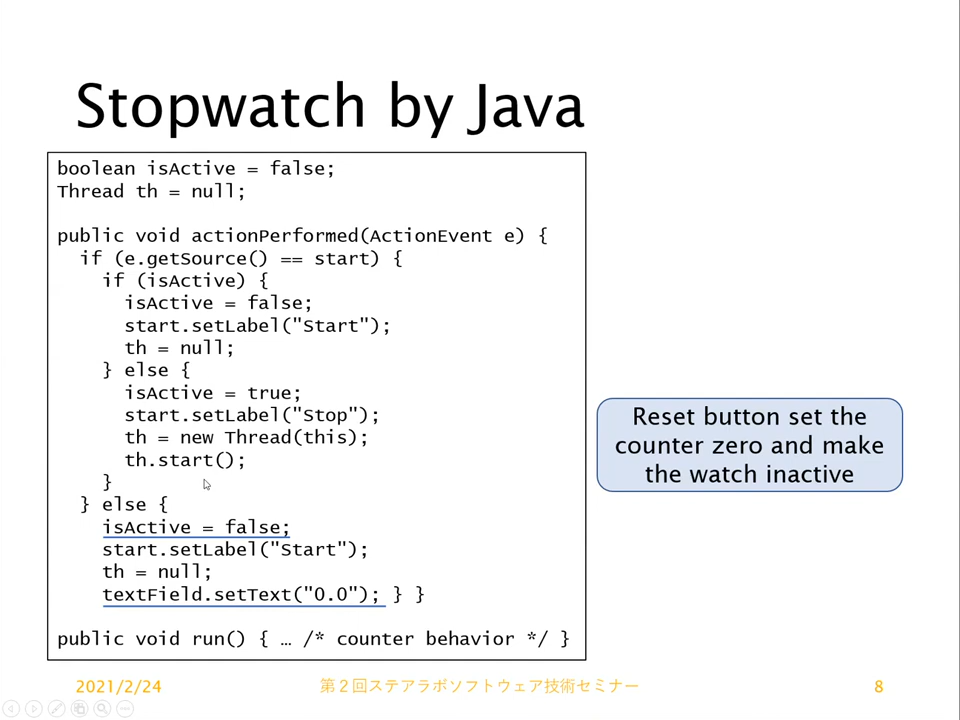 Stopwatch by Java
boolean isActive = false;
Thread th = null;
public void actionPerformed(ActionEvent e) {
if (e.getSource() == start) {
if (isActive) {
isActive = false;
start.setLabel("Start");
th = null;
} else {
isActive = true;
start.setLabel("Stop");
th = new Thread(this);
th.start();
}
} else {
isActive = false;
start.setLabel("Start");
th = null;
textField.setText("0.0"); } }
public void run() { … /* counter behavior */ }
Reset button set the
counter zero and make
the watch inactive
2021/2/24
第2回ステアラボソフトウェア技術セミナー
8